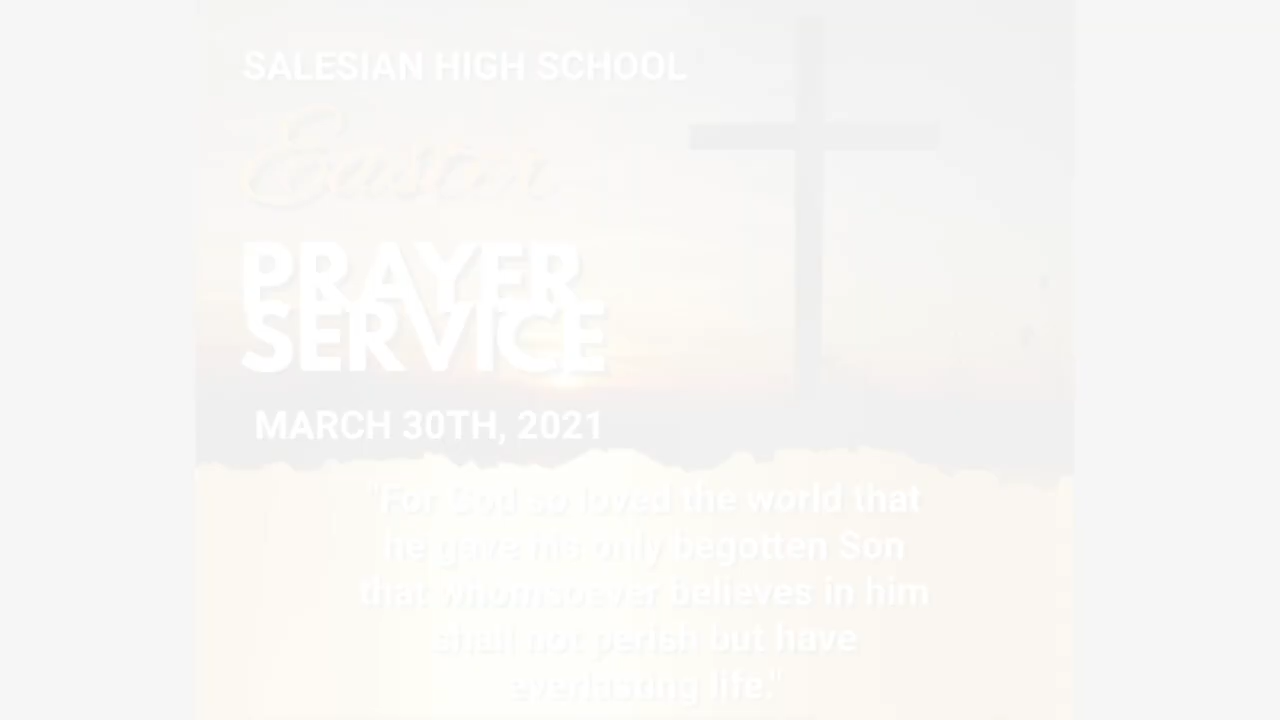 SALESIAN HIGH SCHOOL
Easter
PRAYER
SERVICE
MARCH 30TH, 2021
"For God so loved the world that
he gave his only begotten Son
that whomsoever believes in him
shall not perish but have
everlasting life."